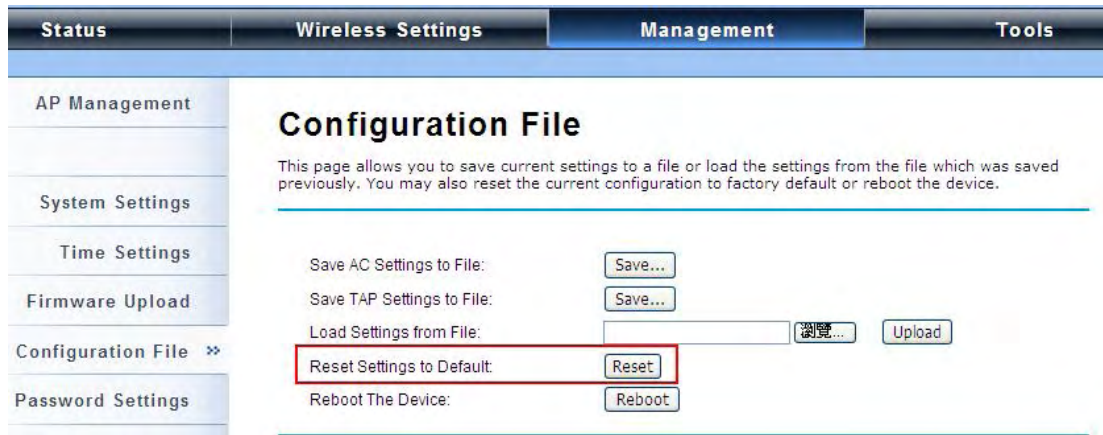 Status Wireless Settings Management Tools
AP Management
System Settings
Time Settings
Firmware Upload
Configuration File »
Password Settings
Configuration File
This page allows you to save current settings to a file or load the settings from the file which was saved
previously. You may also reset the current configuration to factory default or reboot the device.
Save AC Settings to File: Save...
Save TAP Settings to File: Save...
Load Settings from File: 瀏覽... Upload
Reset Settings to Default: Reset
Reboot The Device: Reboot